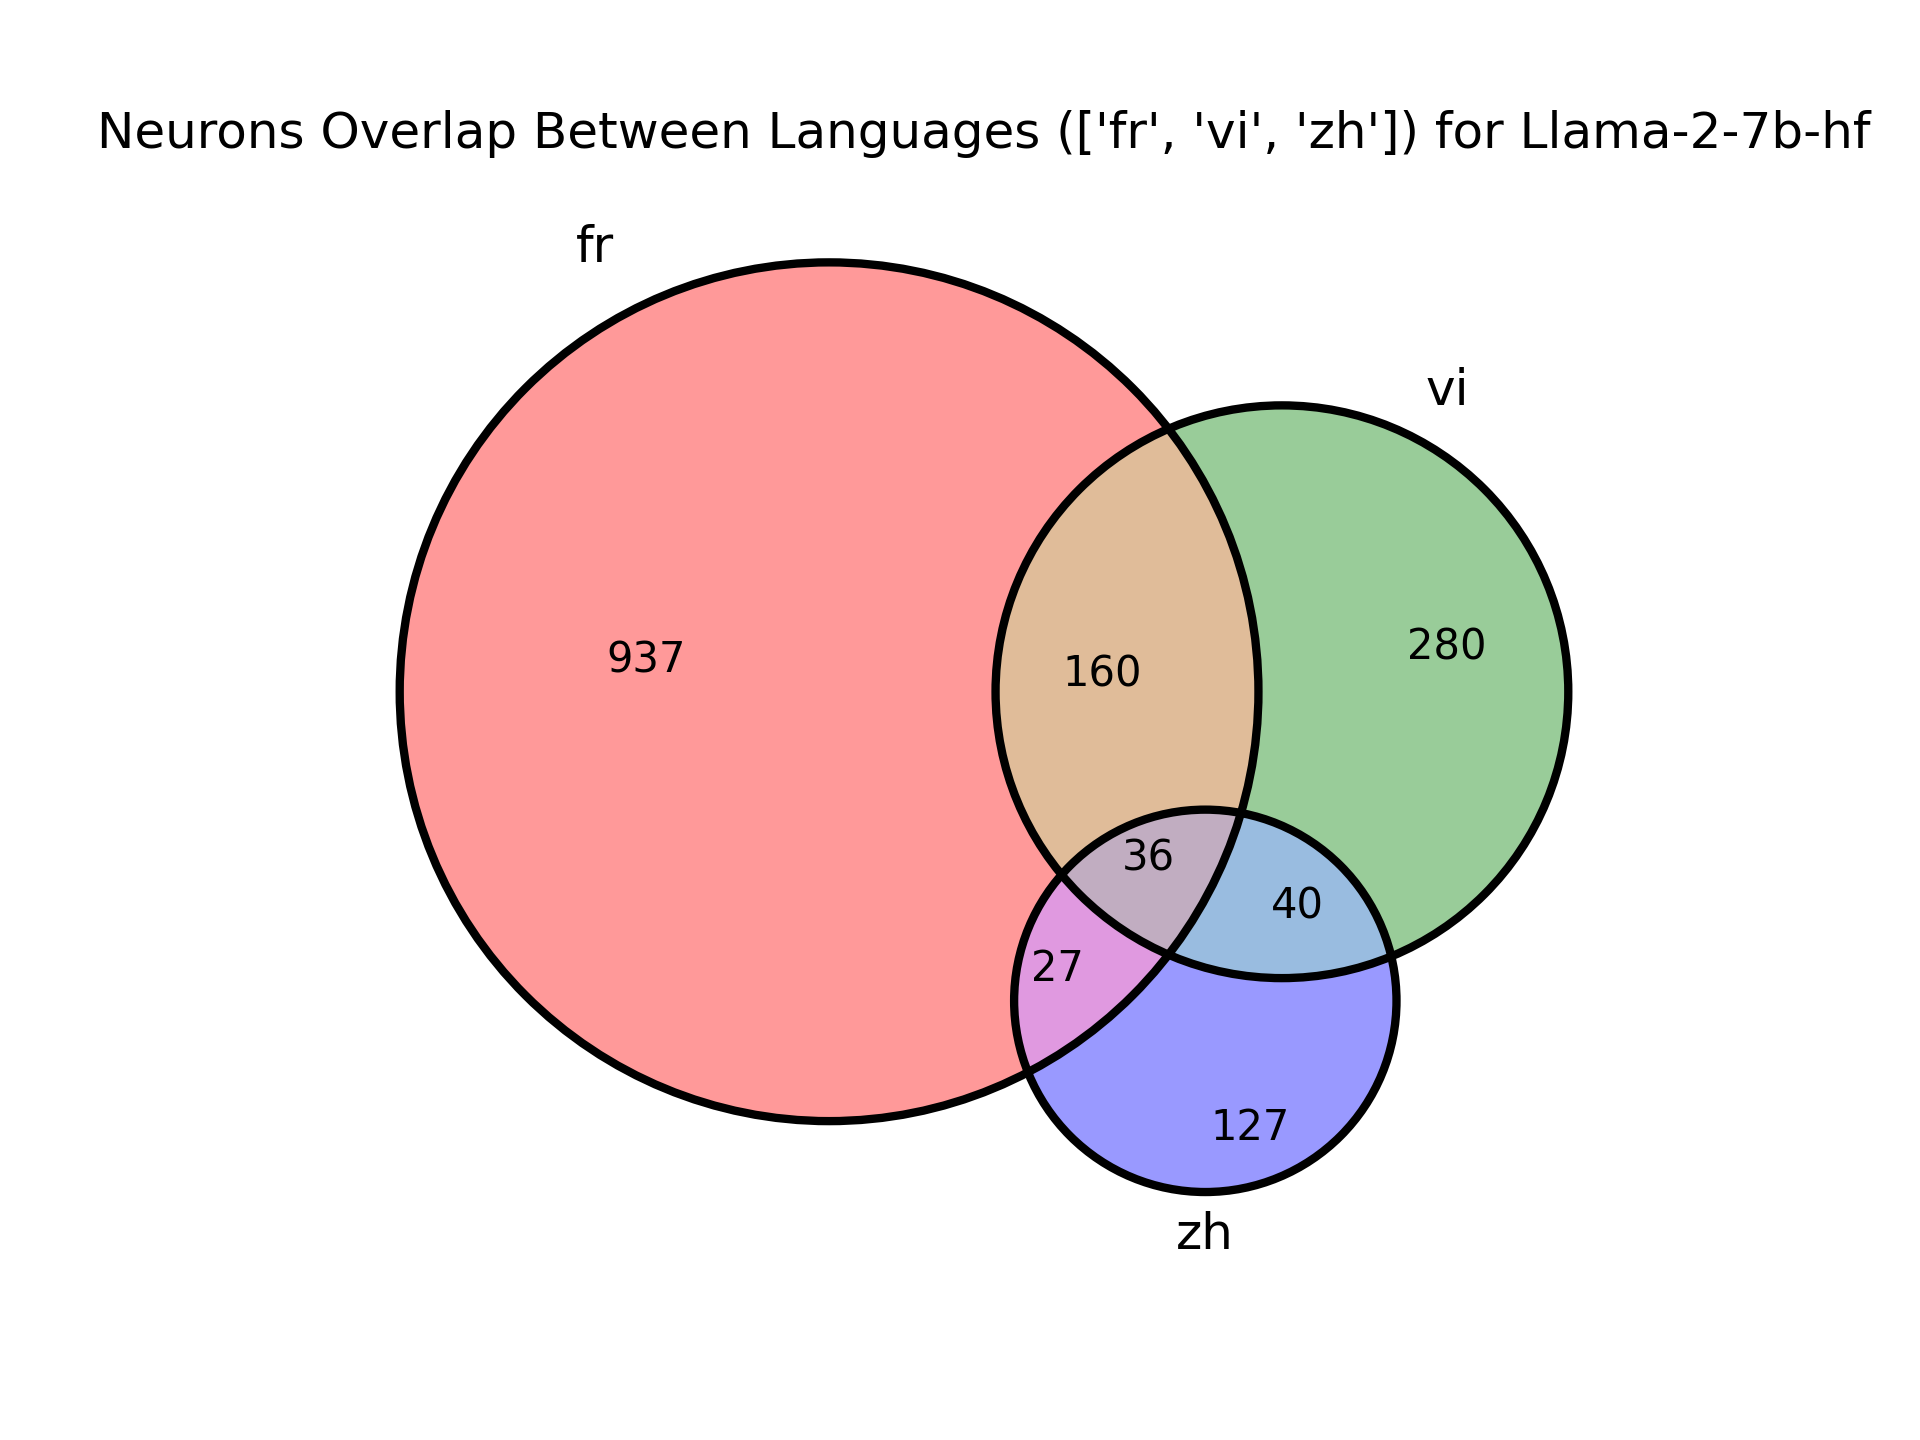 Neurons Overlap Between Languages (['fr', 'vi', 'zh']) for Llama-2-7b-hf
fr
vi
937
160
280
36
40
27
127
zh